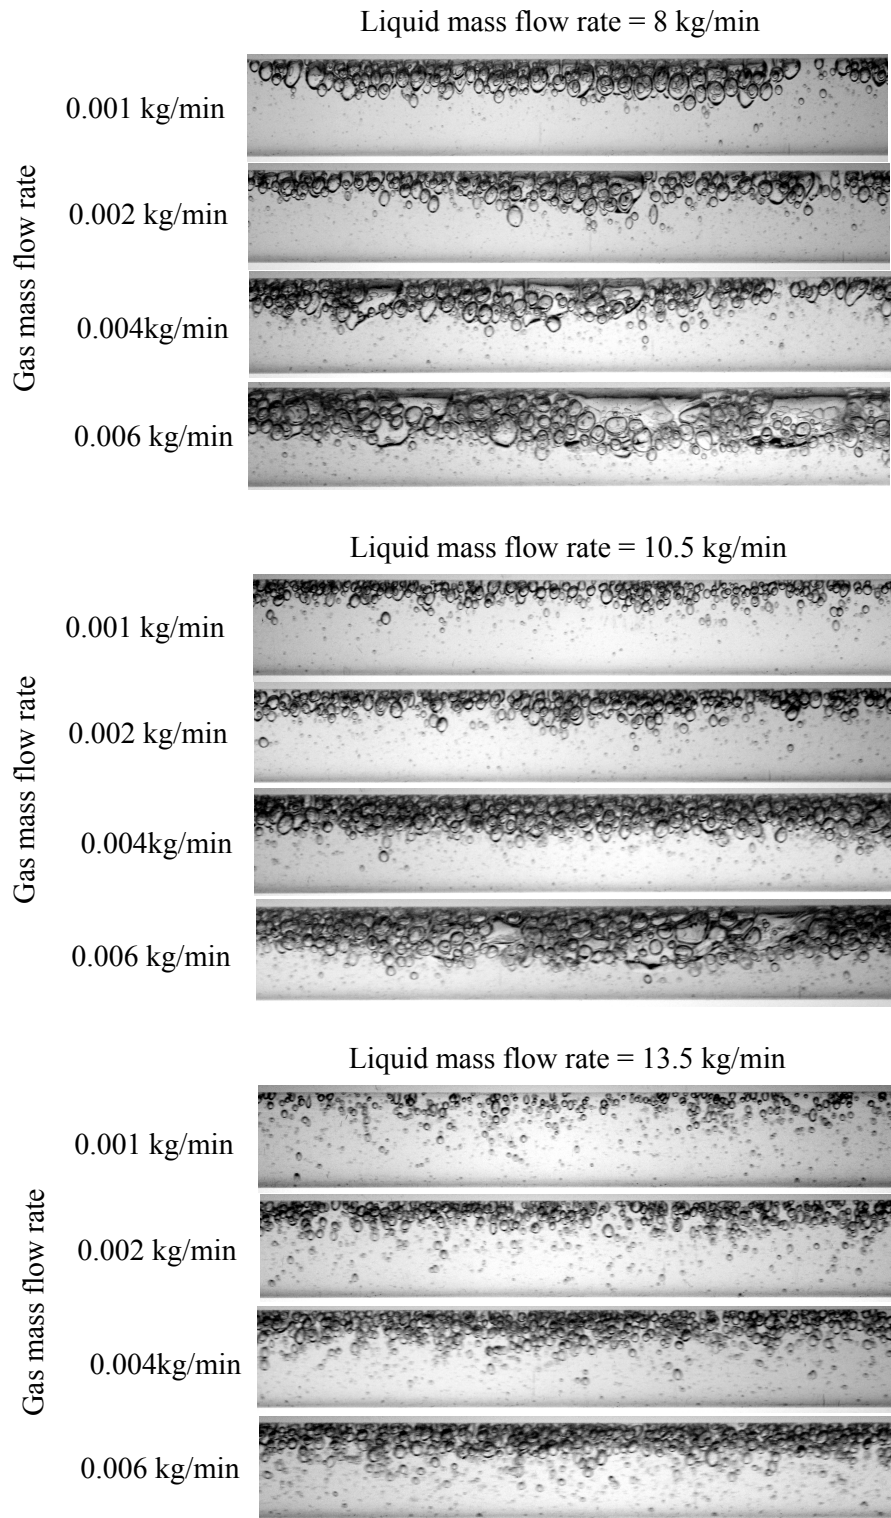 Liquid mass flow rate = 8 kg/min
Gas mass flow rate
0.001 kg/min
0.002 kg/min
0.004kg/min
0.006 kg/min
Liquid mass flow rate = 10.5 kg/min
Gas mass flow rate
0.001 kg/min
0.002 kg/min
0.004kg/min
0.006 kg/min
Liquid mass flow rate = 13.5 kg/min
Gas mass flow rate
0.001 kg/min
0.002 kg/min
0.004kg/min
0.006 kg/min